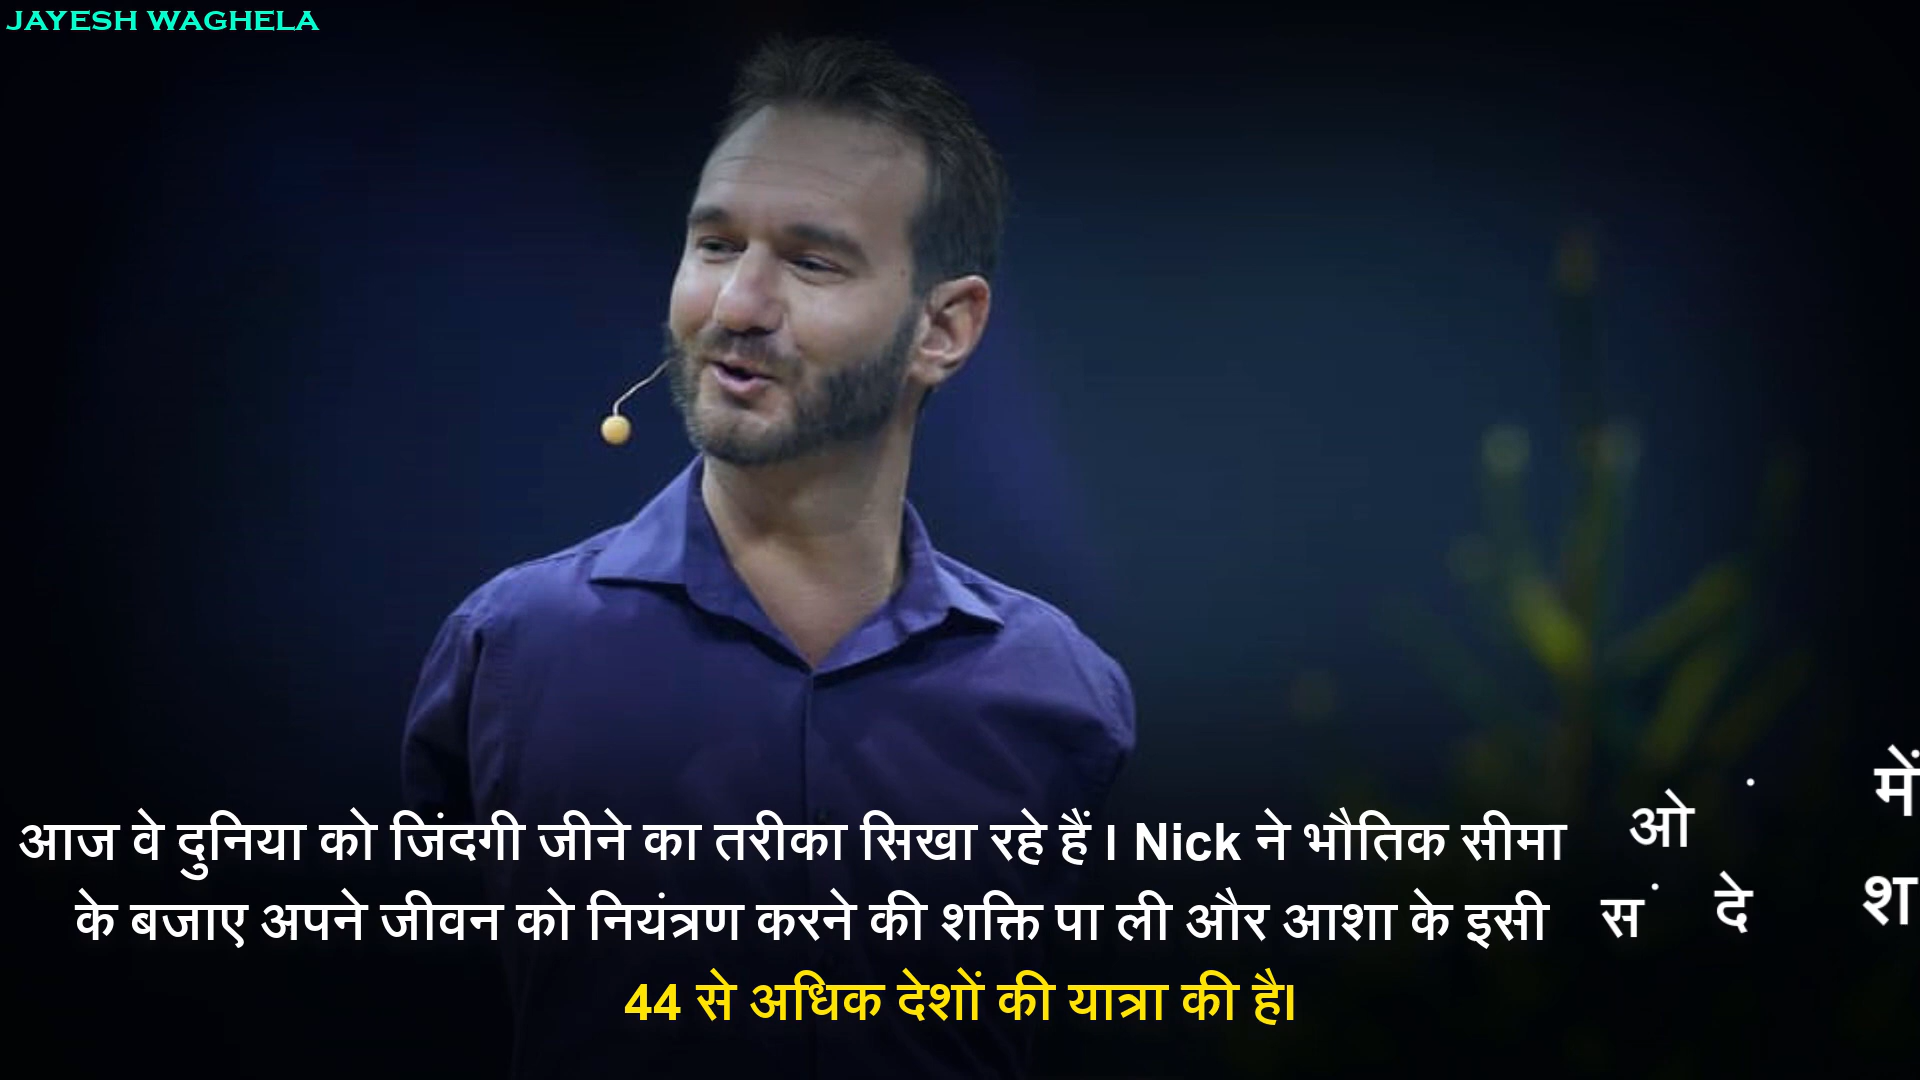 JAYESH WAGHELA
आज वे दुनिया को जिंदगी जीने का तरीका सिखा रहे हैं । Nick ने भौतिक सीमा ओ ं में
के बजाए अपने जीवन को नियंत्रण करने की शक्ति पा ली और आशा के इसी सं दे श
44 से अधिक देशों की यात्रा की है।